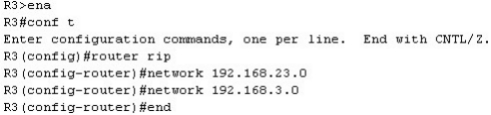 R3>ena
R3#conf t
Enter configuration commands, one per line.  End with CNTL/Z.
R3(config)#router rip
R3(config-router)#network 192.168.23.0
R3(config-router)#network 192.168.3.0
R3(config-router)#end